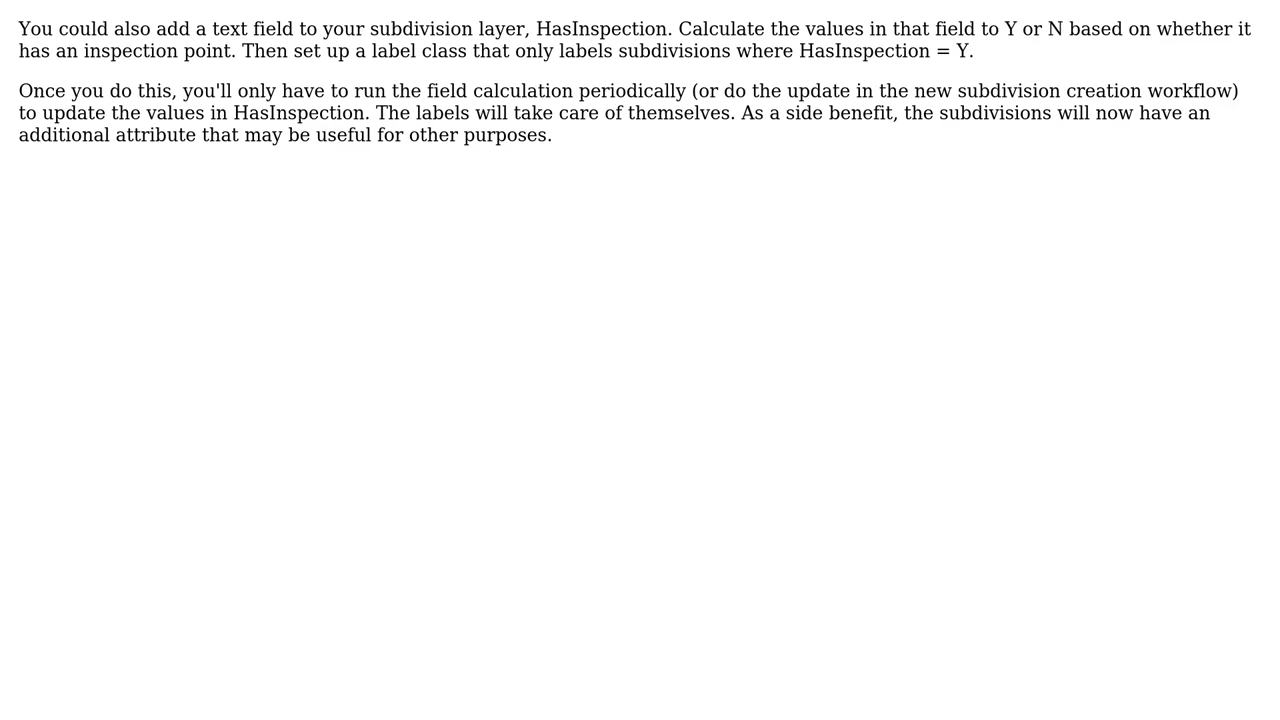 You could also add a text field to your subdivision layer, HasInspection. Calculate the values in that field to Y or N based on whether it
has an inspection point. Then set up a label class that only labels subdivisions where HasInspection = Y.
Once you do this, you'll only have to run the field calculation periodically (or do the update in the new subdivision creation workflow)
to update the values in HasInspection. The labels will take care of themselves. As a side benefit, the subdivisions will now have an
additional attribute that may be useful for other purposes.